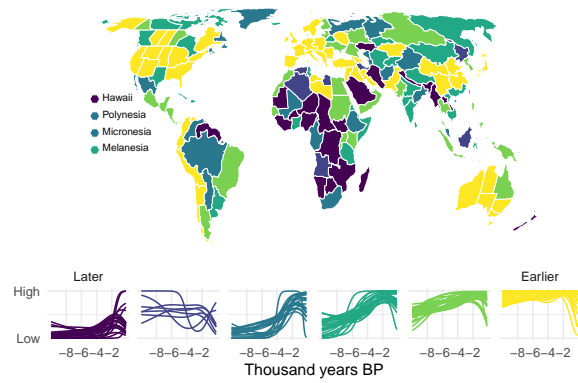 Hawaii
Polynesia
Micronesia
Melanesia
Later
Earlier
High
Low
−8−6−4−2
−8−6−4−2
−8−6−4−2
−8−6−4−2
−8−6−4−2
−8−6−4−2
Thousand years BP